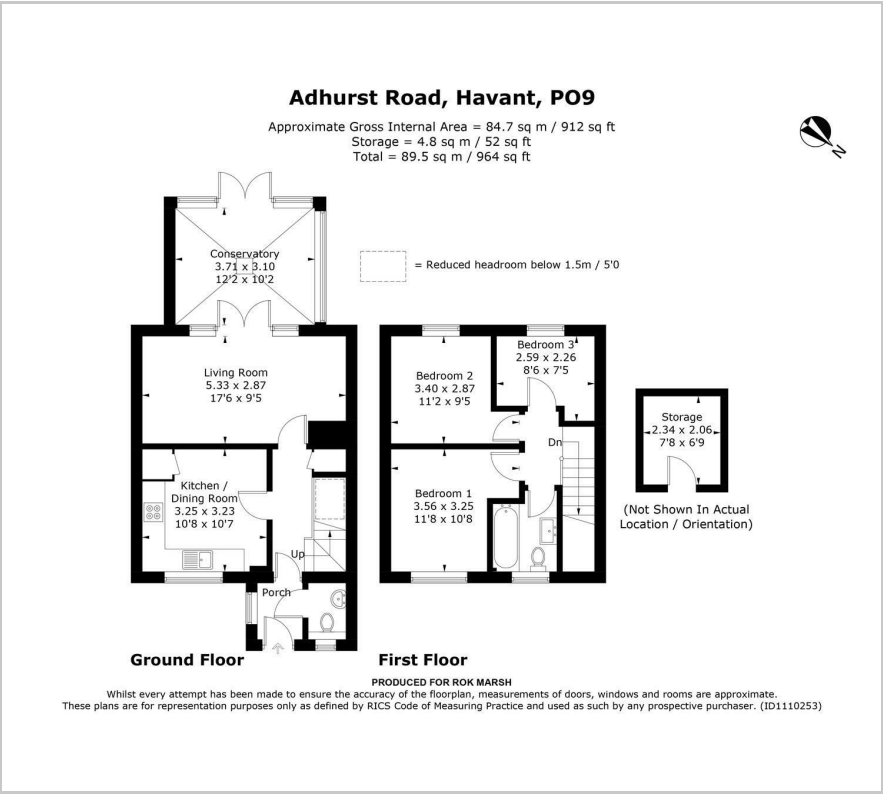 Adhurst Road, Havant, PO9
Approximate Gross Internal Area = 84.7 sq m / 912 sq ft
Storage = 4.8 sq m / 52 sq ft
Total = 89.5 sq m / 964 sq ft
N
Conservatory
3.71 x 3.10
12'2 x 10'2
= Reduced headroom below 1.5m / 5'0
Living Room
5.33 x 2.87
17'6 x 9'5
Kitchen /
Dining Room
3.25 x 3.23
10'8 x 10'7
Up
Porch
Ground Floor
Bedroom 2
3.40 x 2.87
11'2 x 9'5
Bedroom 3
2.59 x 2.26
8'6 x 7'5
Dn
Bedroom 1
3.56 x 3.25
11'8 x 10'8
First Floor
Storage
2.34 x 2.06
7'8 x 6'9
(Not Shown In Actual
Location / Orientation)
PRODUCED FOR ROK MARSH
Whilst every attempt has been made to ensure the accuracy of the floorplan, measurements of doors, windows and rooms are approximate.
These plans are for representation purposes only as defined by RICS Code of Measuring Practice and used as such by any prospective purchaser. (ID1110253)